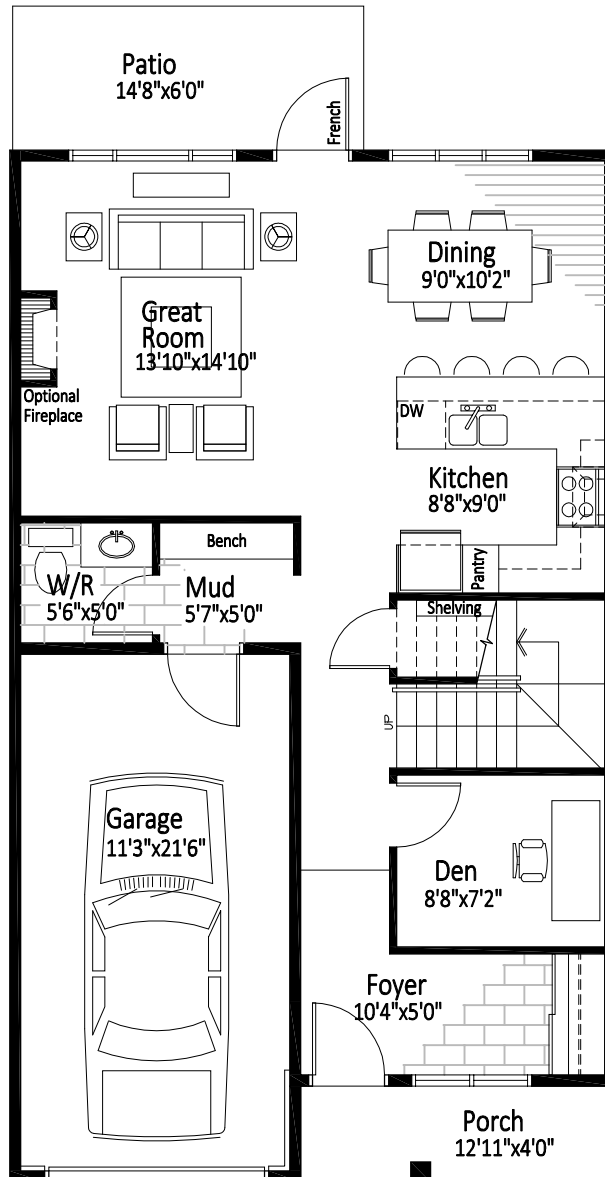 Patio
14'8"x6'0"
French
Dining
9'0"x10'2"
Great
Room
13'10"x14'10"
Optional
Fireplace
DW
Kitchen
8'8"x9'0"
Bench
Pantry
W/R
5'6"x5'0"
Mud
5'7"x5'0"
Shelving
UP
Garage
11'3"x21'6"
Den
8'8"x7'2"
Foyer
10'4"x5'0"
Porch
12'11"x4'0"